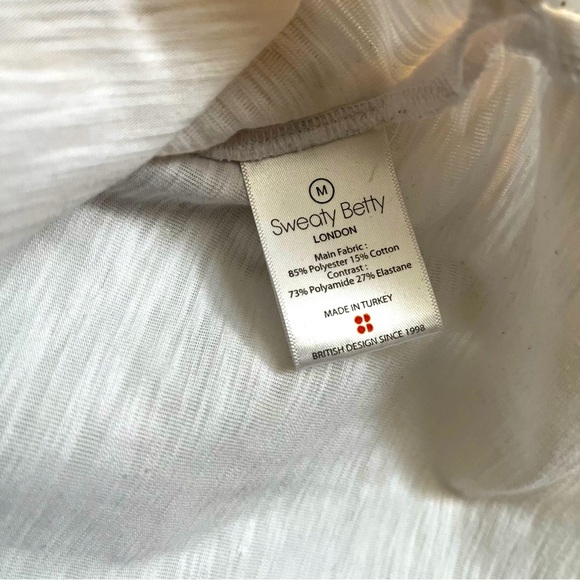 M
Sweaty Betty
LONDON
Main Fabric :
85% Polyester 15% Cotton
Contrast :
73% Polyamide 27% Elastane
MADE IN TURKEY
BRITISH DESIGN SINCE 1998